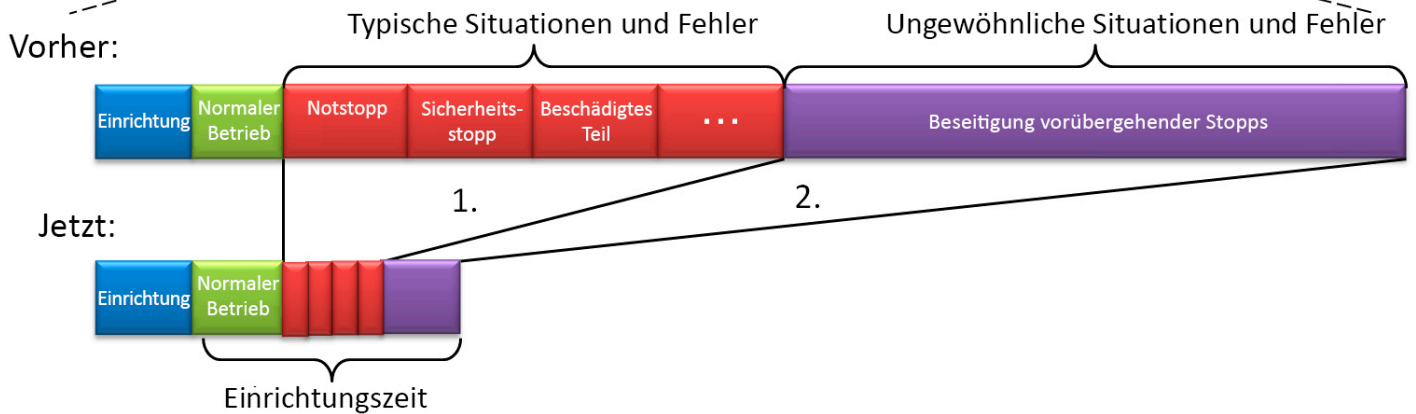 Typische Situationen und Fehler
Ungewöhnliche Situationen und Fehler
Vorher:
Einrichtung
Normaler
Betrieb
Notstopp
Sicherheits-
stopp
Beschädigtes
Teil
...
Beseitigung vorübergehender Stopps
1.
2.
Jetzt:
Einrichtung
Normaler
Betrieb
Einrichtungszeit